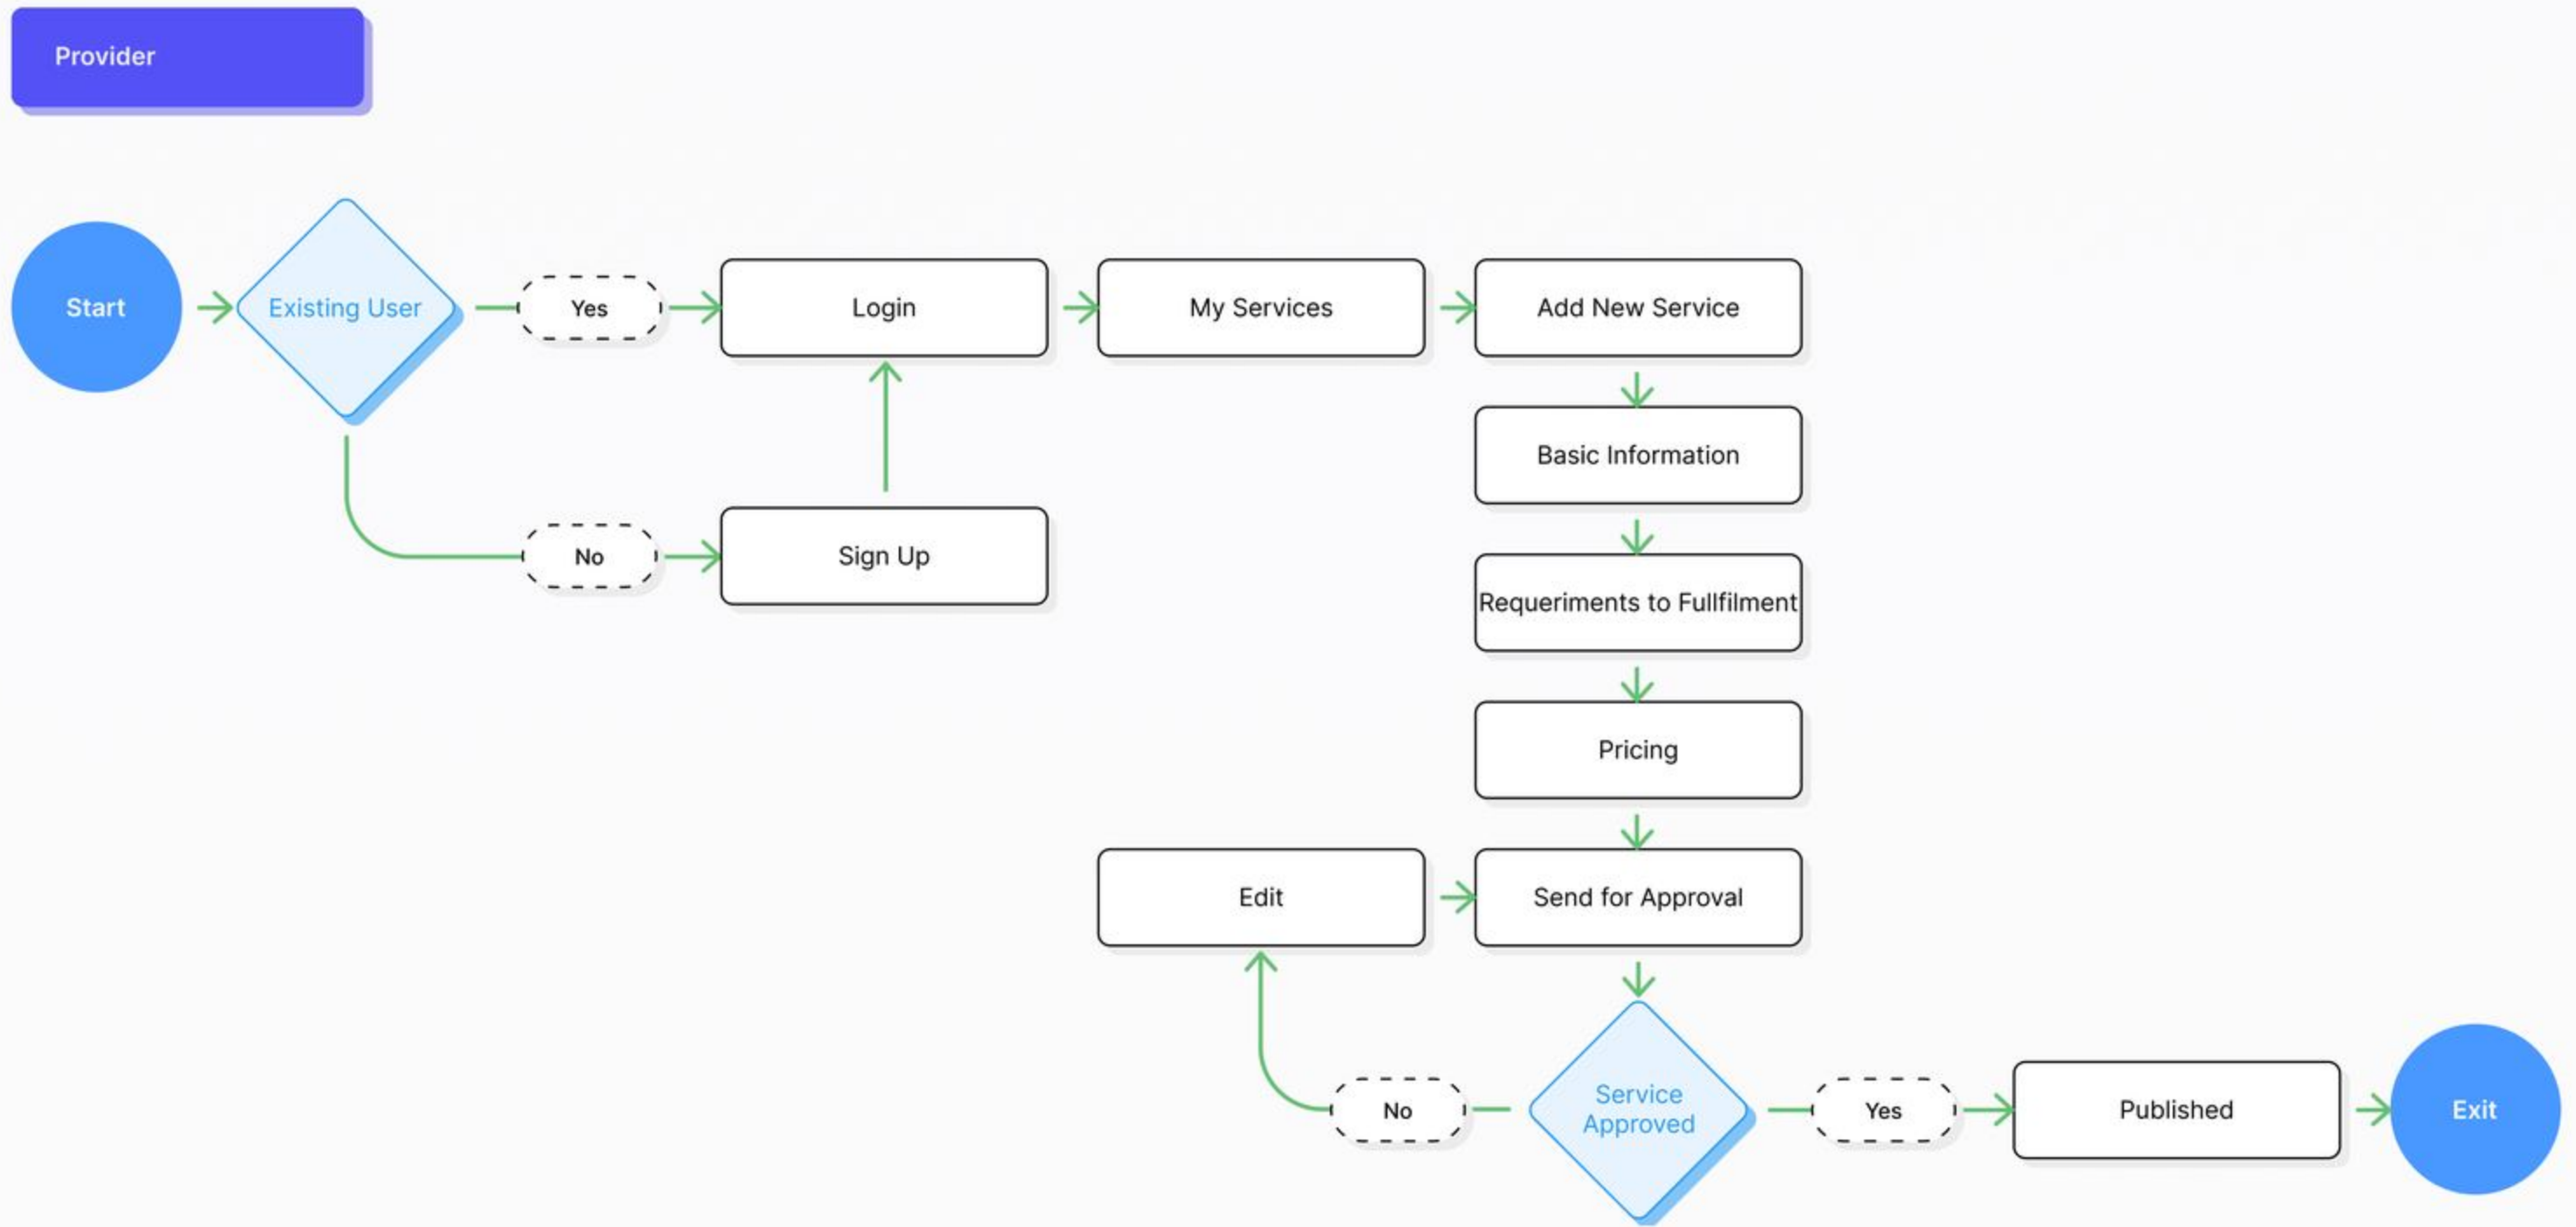 Provider
Start
Existing User
Yes
Login
My Services
Add New Service
Basic Information
No
Sign Up
Requeriments to Fullfilment
Pricing
Edit
Send for Approval
Service
Approved
No
Yes
Published
Exit